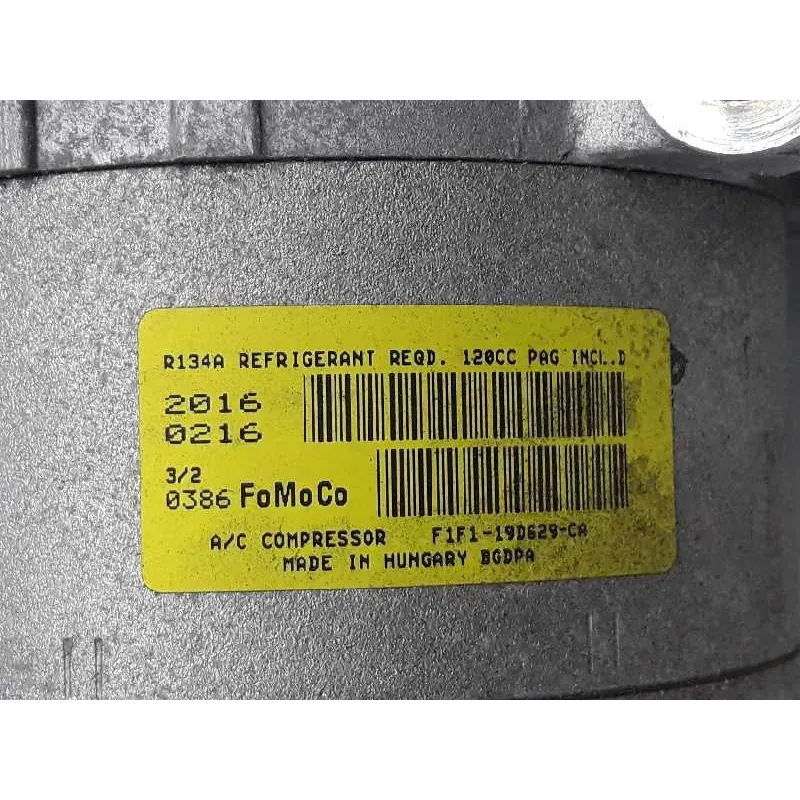 R134A REFRIGERANT REQD. 120CC PAG INCL.D
2016
0216
3/2
0386 FoMoCo
A/C COMPRESSOR F1F1-19D629-CA
MADE IN HUNGARY BGDPA